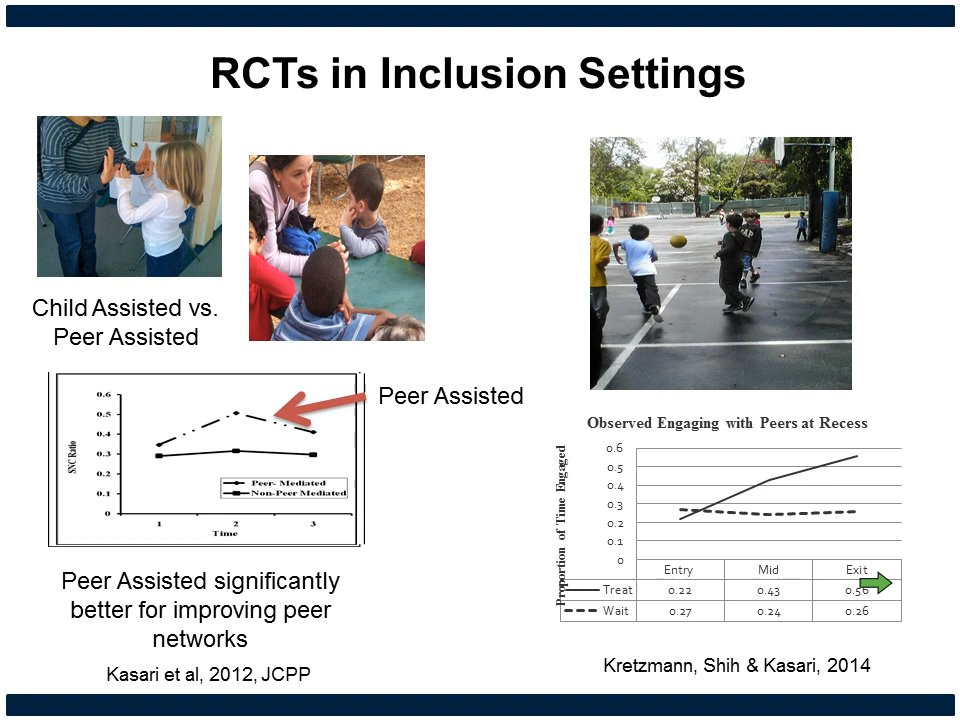 RCTs in Inclusion Settings
Child Assisted vs.
Peer Assisted
Peer Assisted
SNC Ratio
0.6
0.5
0.4
0.3
0.2
0.1
0
1 2 3
Time
Peer- Mediated
Non-Peer Mediated
Peer Assisted significantly
better for improving peer
networks
Kasari et al, 2012, JCPP
Observed Engaging with Peers at Recess
Proportion of Time Engaged
0.6
0.5
0.4
0.3
0.2
0.1
0
Entry Mid Exit
Treat 0.22 0.43 0.56
Wait 0.27 0.24 0.26
Kretzmann, Shih & Kasari, 2014